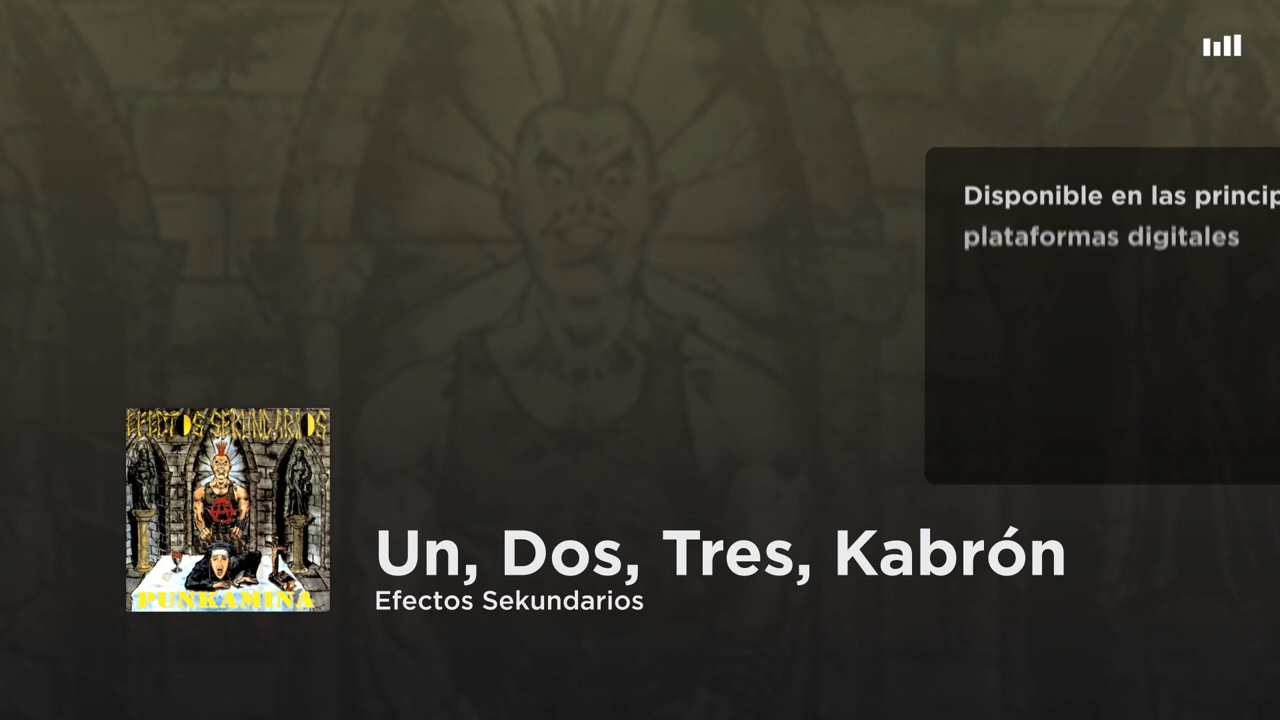 Disponible en las princip
plataformas digitales
EFECTOS SEKUNDARIOS
PUNKAMINA
Un, Dos, Tres, Kabrón
Efectos Sekundarios